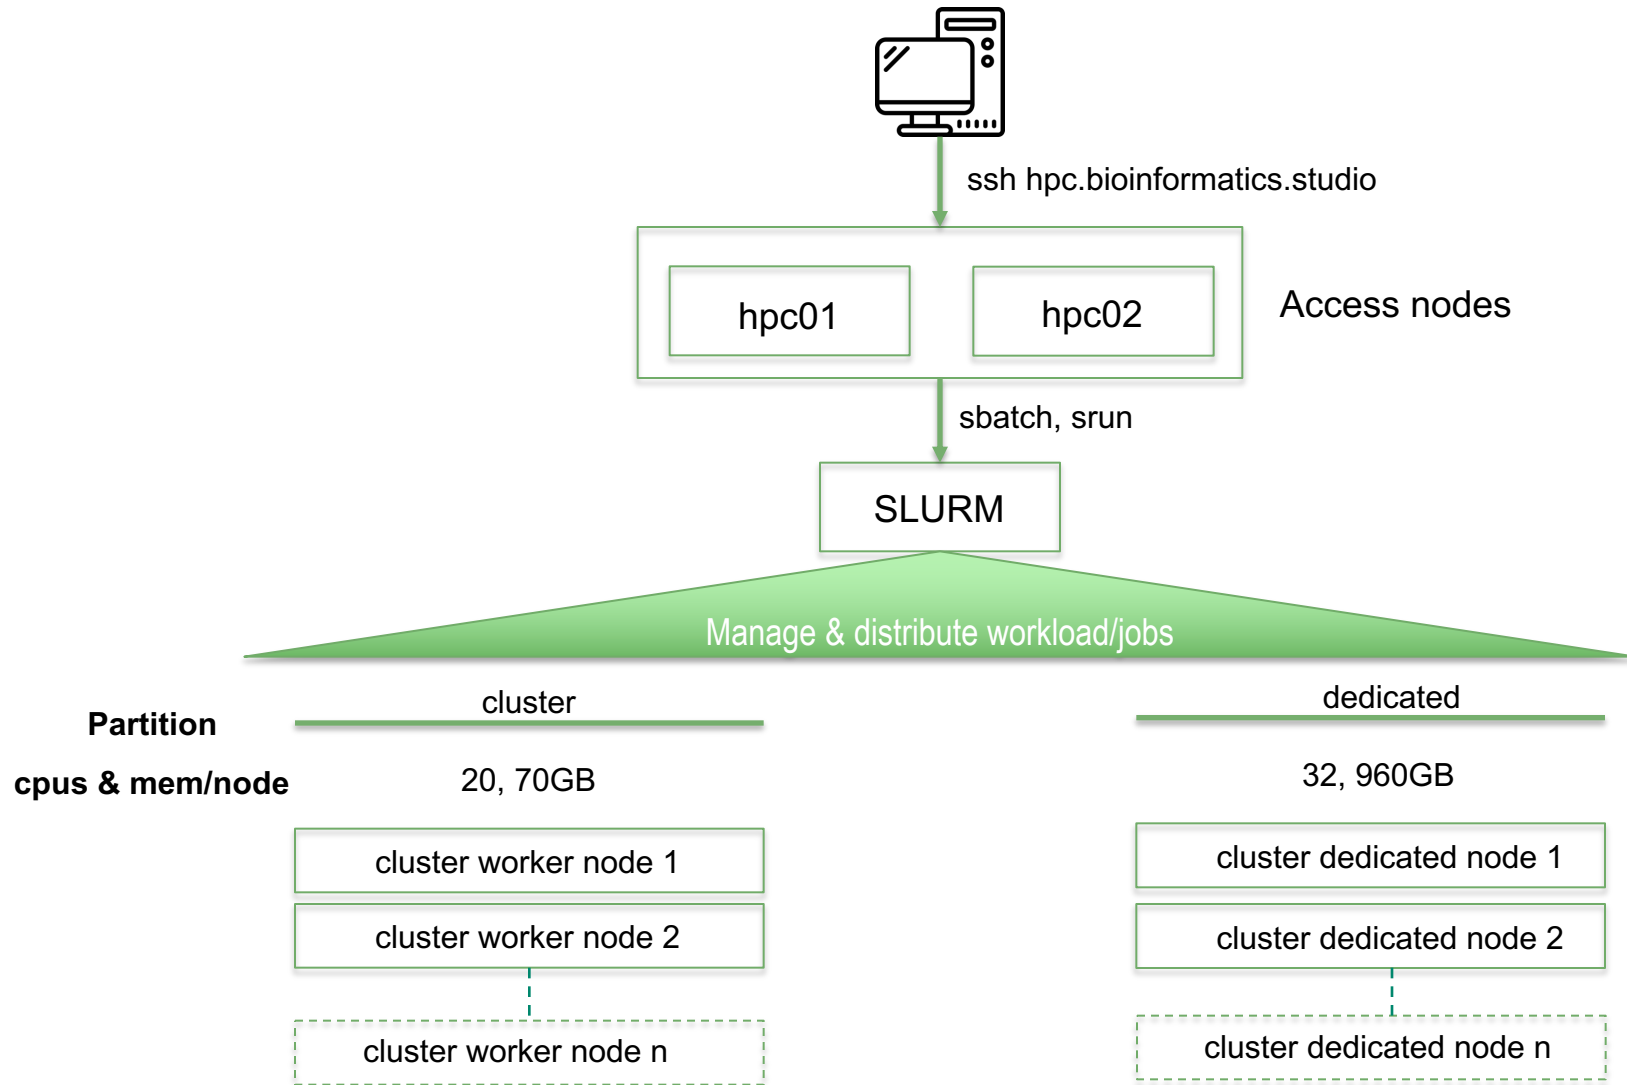 ssh hpc.bioinformatics.studio
hpc01
hpc02
Access nodes
sbatch, srun
SLURM
Manage & distribute workload/jobs
Partition
cluster
dedicated
cpus & mem/node
20, 70GB
32, 960GB
cluster worker node 1
cluster dedicated node 1
cluster worker node 2
cluster dedicated node 2
cluster worker node n
cluster dedicated node n